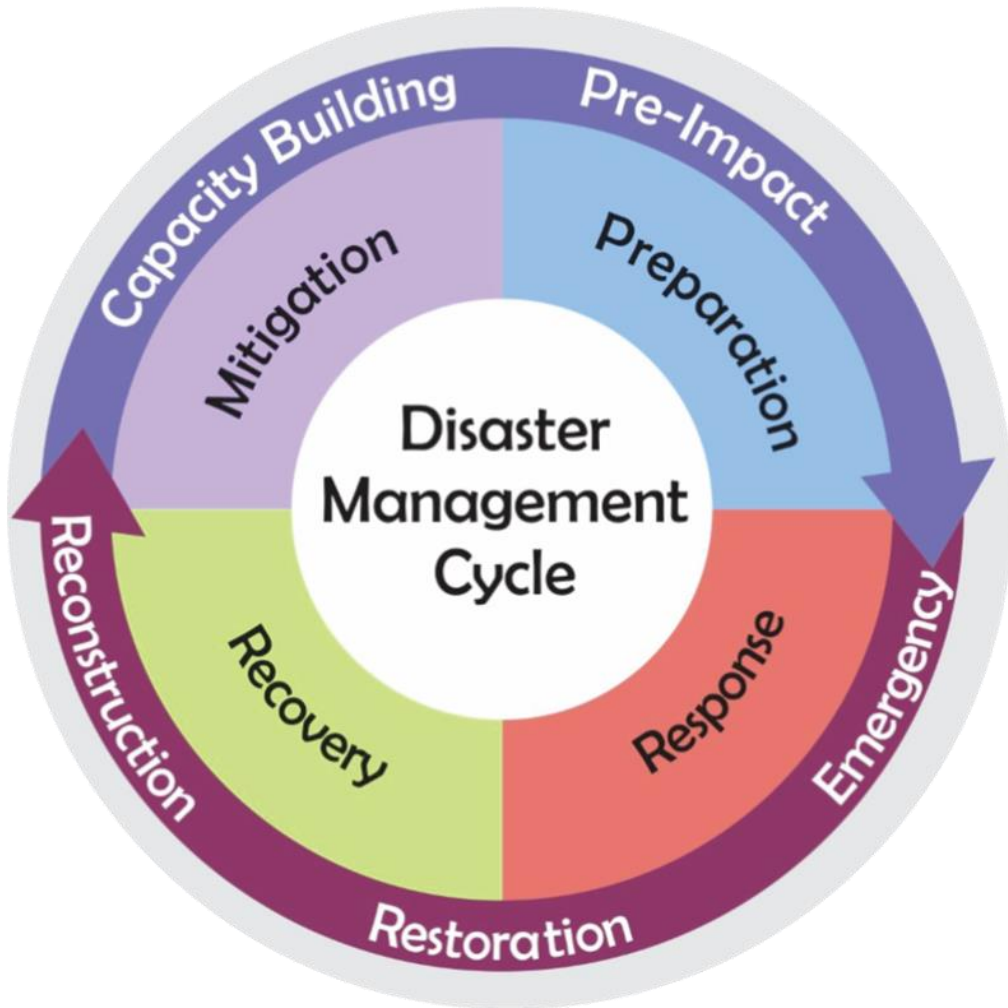 Capacity Building
Pre-Impact
Mitigation
Preparation
Disaster
Management
Cycle
Recovery
Response
Reconstruction
Emergency
Restoration